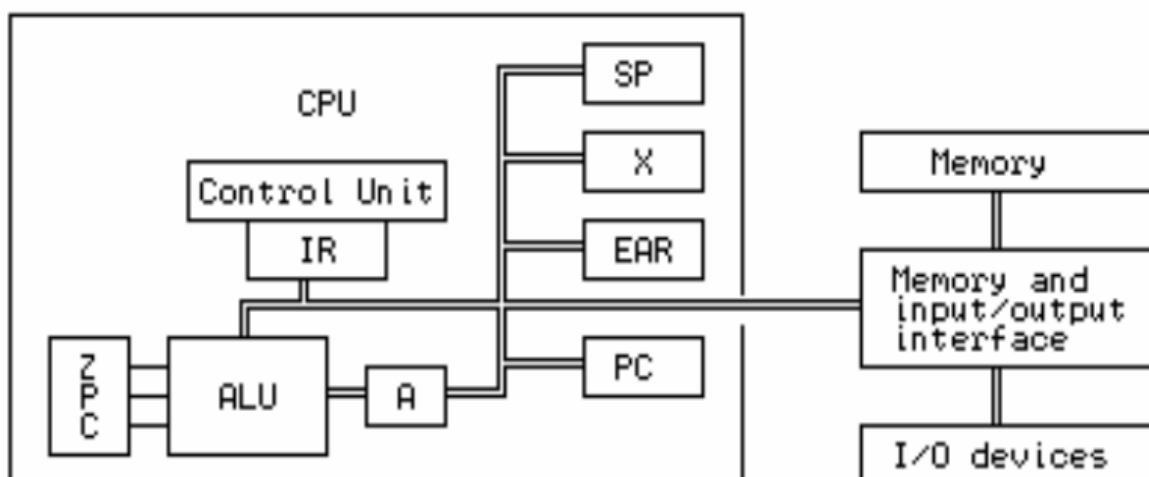 CPU
SP
X
Memory
Control Unit
IR
EAR
Memory and
input/output
interface
Z
P
C
ALU
A
PC
I/O devices